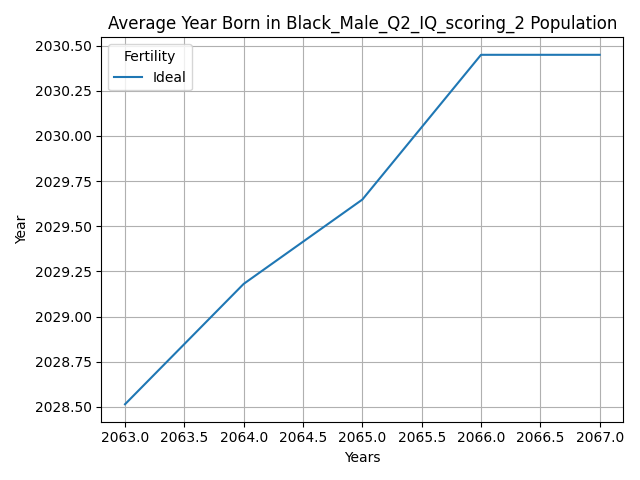 Average Year Born in Black_Male_Q2_IQ_scoring_2 Population
Fertility
Ideal
2030.50
2030.25
2030.00
2029.75
2029.50
2029.25
2029.00
2028.75
2028.50
Year
2063.0 2063.5 2064.0 2064.5 2065.0 2065.5 2066.0 2066.5 2067.0
Years